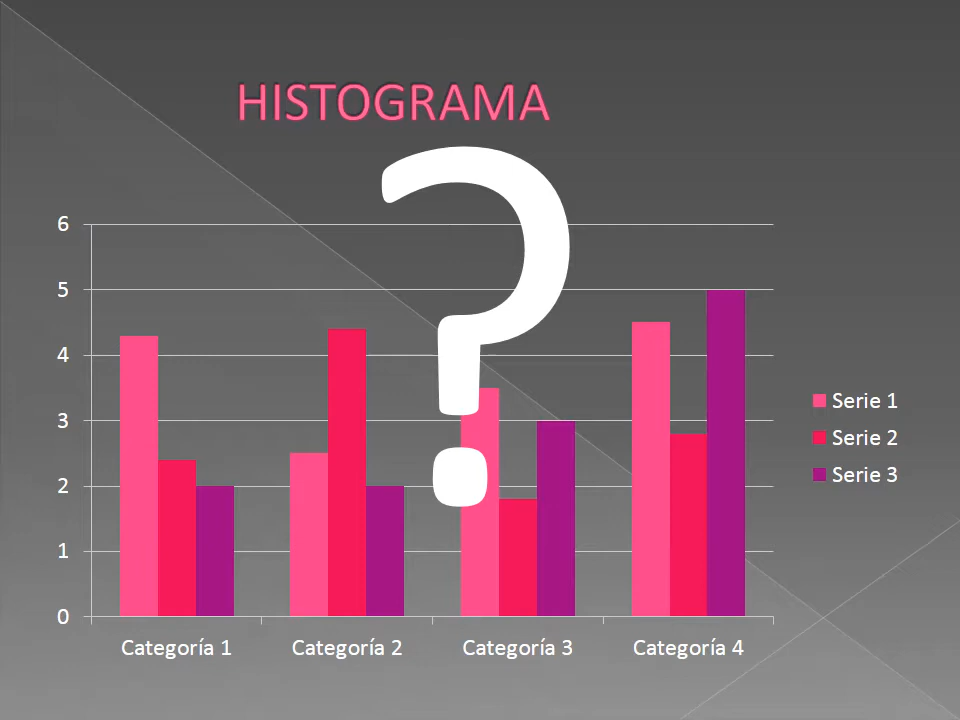 HISTOGRAMA
?
6
5
4
3
2
1
0
Categoría 1 Categoría 2 Categoría 3 Categoría 4
Serie 1
Serie 2
Serie 3